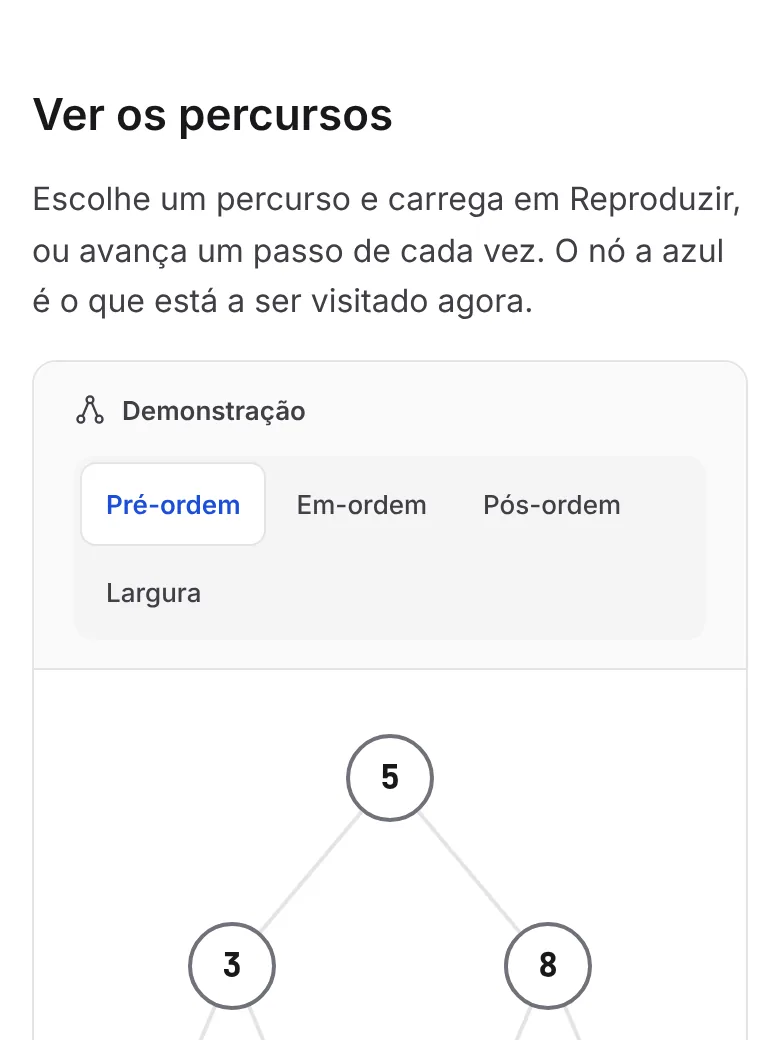 Ver os percursos
Escolhe um percurso e carrega em Reproduzir,
ou avança um passo de cada vez. O nó a azul
é o que está a ser visitado agora.
Demonstração
Pré-ordem Em-ordem Pós-ordem
Largura
5
3 8